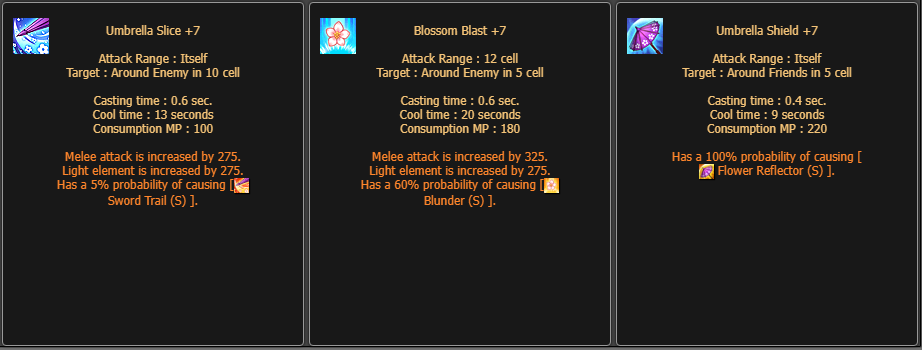 Umbrella Slice +7
Attack Range : Itself
Target : Around Enemy in 10 cell
Casting time : 0.6 sec.
Cool time : 13 seconds
Consumption MP : 100
Melee attack is increased by 275.
Light element is increased by 275.
Has a 5% probability of causing [
Sword Trail (S) ].
Blossom Blast +7
Attack Range : 12 cell
Target : Around Enemy in 5 cell
Casting time : 0.6 sec.
Cool time : 20 seconds
Consumption MP : 180
Melee attack is increased by 325.
Light element is increased by 275.
Has a 60% probability of causing [
Blunder (S) ].
Umbrella Shield +7
Attack Range : Itself
Target : Around Friends in 5 cell
Casting time : 0.4 sec.
Cool time : 9 seconds
Consumption MP : 220
Has a 100% probability of causing [
Flower Reflector (S) ].